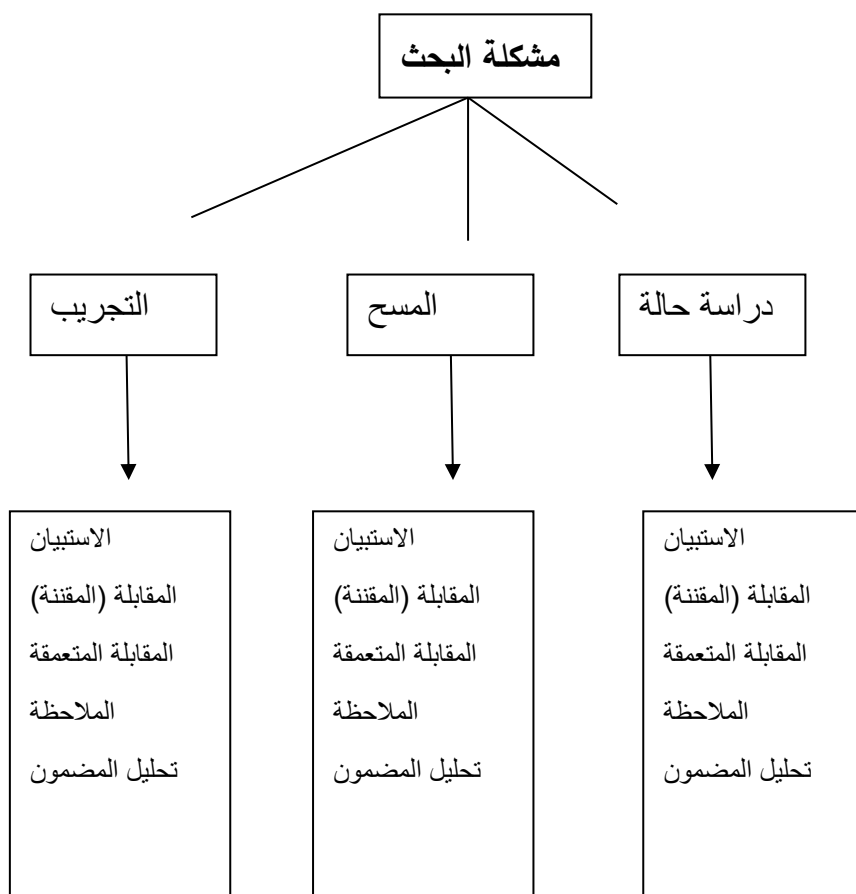 مشكلة البحث
دراسة حالة
المسح
التجريب
الاستبيان
المقابلة (المقننة)
المقابلة المتعمقة
الملاحظة
تحليل المضمون
الاستبيان
المقابلة (المقننة)
المقابلة المتعمقة
الملاحظة
تحليل المضمون
الاستبيان
المقابلة (المقننة)
المقابلة المتعمقة
الملاحظة
تحليل المضمون